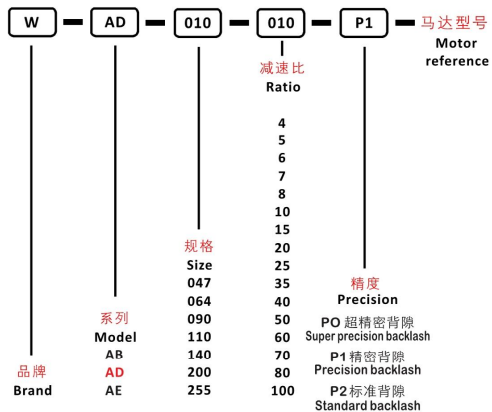 W AD 010 010 P1 马达型号
Motor
reference
减速比
Ratio
4
5
6
7
8
10
15
20
25
35
40
50
60
70
80
100
规格
Size
047
064
090
110
140
200
255
精度
Precision
PO 超精密背隙
Super precision backlash
P1 精密背隙
Precision backlash
P2 标准背隙
Standard backlash
系列
Model
AB
AD
AE
品牌
Brand